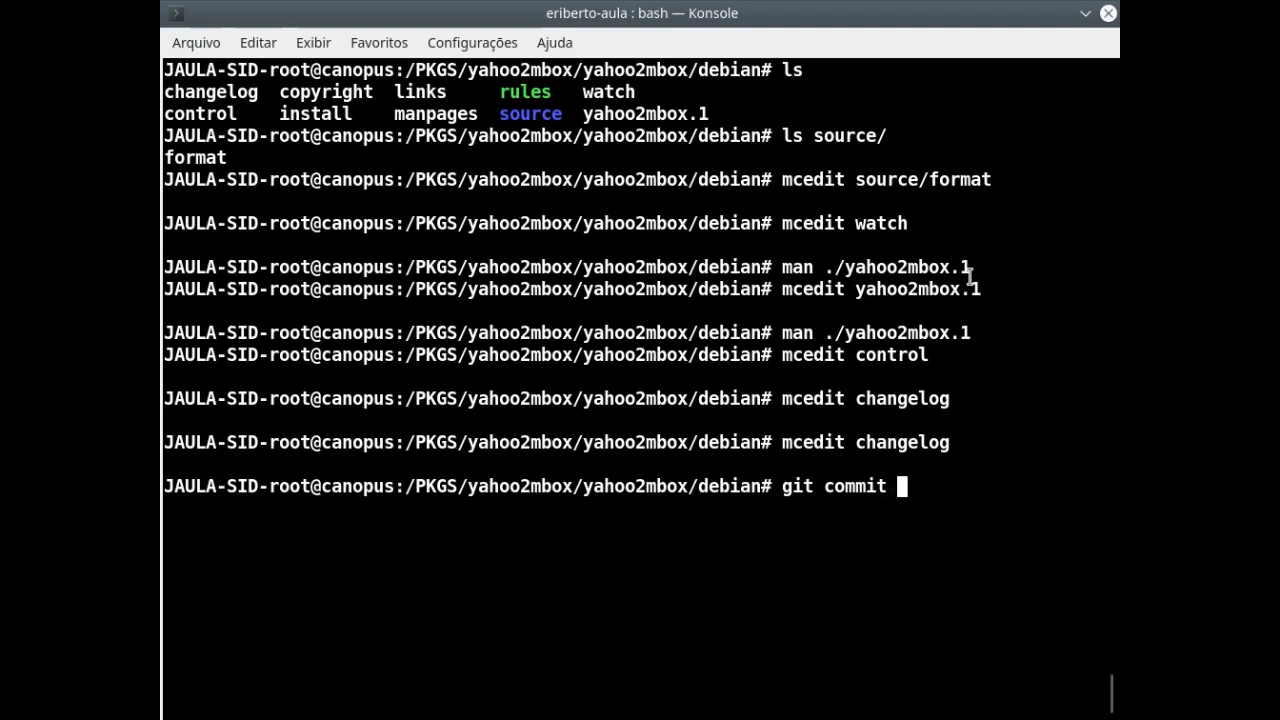 eriberto-aula : bash — Konsole
Arquivo Editar Exibir Favoritos Configurações Ajuda
JAULA-SID-root@canopus:/PKGS/yahoo2mbox/yahoo2mbox/debian# ls
changelog copyright links rules watch
control install manpages source yahoo2mbox.1
JAULA-SID-root@canopus:/PKGS/yahoo2mbox/yahoo2mbox/debian# ls source/
format
JAULA-SID-root@canopus:/PKGS/yahoo2mbox/yahoo2mbox/debian# mcedit source/format
JAULA-SID-root@canopus:/PKGS/yahoo2mbox/yahoo2mbox/debian# mcedit watch
JAULA-SID-root@canopus:/PKGS/yahoo2mbox/yahoo2mbox/debian# man ./yahoo2mbox.1
JAULA-SID-root@canopus:/PKGS/yahoo2mbox/yahoo2mbox/debian# mcedit yahoo2mbox.1
JAULA-SID-root@canopus:/PKGS/yahoo2mbox/yahoo2mbox/debian# man ./yahoo2mbox.1
JAULA-SID-root@canopus:/PKGS/yahoo2mbox/yahoo2mbox/debian# mcedit control
JAULA-SID-root@canopus:/PKGS/yahoo2mbox/yahoo2mbox/debian# mcedit changelog
JAULA-SID-root@canopus:/PKGS/yahoo2mbox/yahoo2mbox/debian# mcedit changelog
JAULA-SID-root@canopus:/PKGS/yahoo2mbox/yahoo2mbox/debian# git commit